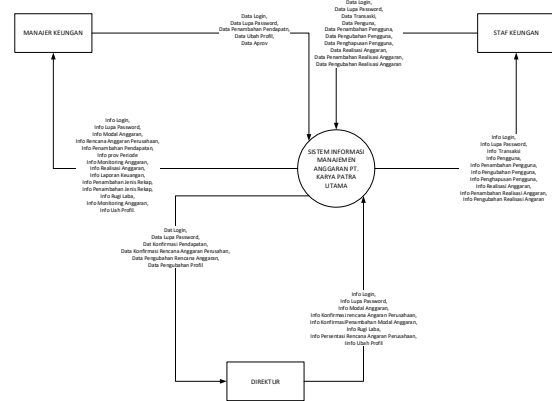 MANAJER KEUNGAN
Data Login,
Data Lupa Password,
Data Penambahan Pendapatn,
Data Ubah Profil,
Data Aprov
Data Login,
Data Lupa Password,
Data Transaski,
Data Penguna,
Data Penambahan Pengguna,
Data Pengubahan Pengguna,
Data Penghapusan Pengguna,
Data Realisasi Anggaran,
Data Penambahan Realisasi Anggaran,
Data Pengubahan Realisasi Anggaran
STAF KEUNGAN
Info Login,
Info Lupa Password,
Info Modal Anggaran,
Info Rencana Anggaran Perusahaan,
Info Penambahan Pendapatan,
Info prov Periode
Info Monitoring Anggaran,
Info Realisasi Anggaran,
Info Laporan Keuangan,
Info Penambahan Jenis Rekap,
Info Penambahan Jenis Rekap,
Info Rugi Laba,
Info Monitoring Anggaran,
Info Uah Profil.
SISTEM INFORMASI
MANAJEMEN
ANGGARAN PT.
KARYA PATRA
UTAMA
Info Login,
Info Lupa Password,
Info Transaksi
Info Pengguna,
Info Penambahan Pengguna,
Info Pengubahan Pengguna,
Info Penghapusan Pengguna,
Info Realisasi Anggaran,
Info Penambahan Realisasi Anggaran,
Info Pengubahan Realisasi Angaran
Dat Login,
Data Lupa Password,
Dat Konfirmasi Pendapatan,
Data Konfirmasi Rencana Anggaran Perusahan,
Data Pengubahan Rencana Anggaran,
Data Pengubahan Profil
Info Login,
Info Lupa Password,
Info Modal Anggaran,
Info Konfirmasi rencana Angaran Perusahaan,
Info KonfirmasiPenambahan Modal Anggaran,
Info Rugi Laba,
Info Persentasi Rencana Angaran Perusahaan,
Iinfo Ubah Profil
DIREKTUR